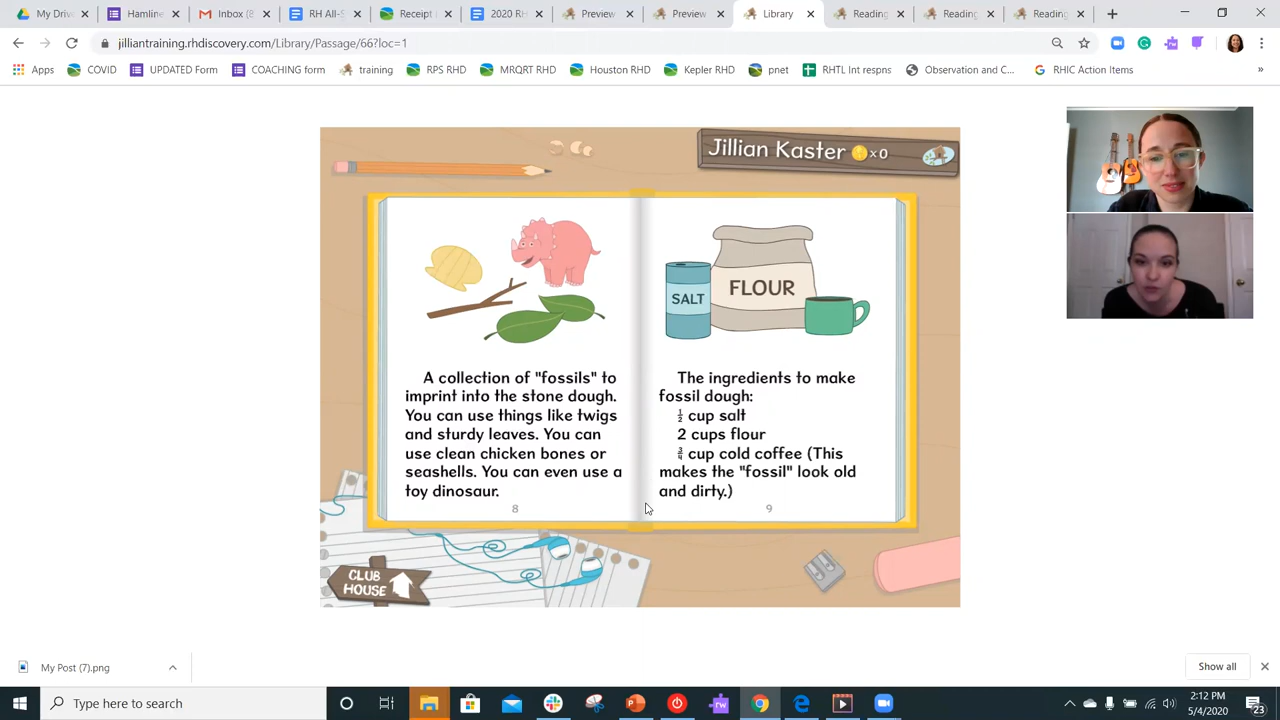 My Driv
Hamline
Inbox (8
RH All-S
Receipt i
2020 RH
Preview
Preview
Library
Reading
Reading
Reading
jilliantraining.rhdiscovery.com/Library/Passage/66?loc=1
Apps
COVID
UPDATED Form
COACHING form
training
RPS RHD
MRQRT RHD
Houston RHD
Kepler RHD
pnet
RHTL Int respns
Observation and C...
RHIC Action Items
Jillian Kaster ×0
SALT
FLOUR
A collection of "fossils" to
imprint into the stone dough.
You can use things like twigs
and sturdy leaves. You can
use clean chicken bones or
seashells. You can even use a
toy dinosaur.
8
The ingredients to make
fossil dough:
½ cup salt
2 cups flour
¾ cup cold coffee (This
makes the "fossil" look old
and dirty.)
9
CLUB
HOUSE
My Post (7).png
Show all
Type here to search
2:12 PM
5/4/2020
23